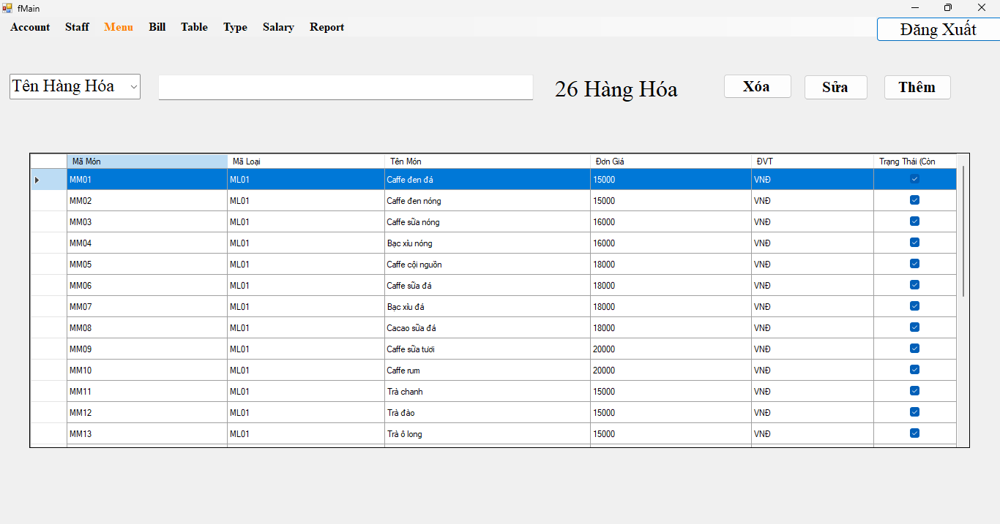 fMain
Account Staff Menu Bill Table Type Salary Report
Đăng Xuất
Tên Hàng Hóa 26 Hàng Hóa Xóa Sửa Thêm
Mã Món Mã Loại Tên Món Đơn Giá ĐVT Trạng Thái (Còn
MM01 ML01 Caffe đen đá 15000 VNĐ
MM02 ML01 Caffe đen nóng 15000 VNĐ
MM03 ML01 Caffe sữa nóng 16000 VNĐ
MM04 ML01 Bạc xỉu nóng 16000 VNĐ
MM05 ML01 Caffe cội nguồn 18000 VNĐ
MM06 ML01 Caffe sữa đá 18000 VNĐ
MM07 ML01 Bạc xỉu đá 18000 VNĐ
MM08 ML01 Cacao sữa đá 18000 VNĐ
MM09 ML01 Caffe sữa tươi 20000 VNĐ
MM10 ML01 Caffe rum 20000 VNĐ
MM11 ML01 Trà chanh 15000 VNĐ
MM12 ML01 Trà đào 15000 VNĐ
MM13 ML01 Trà ô long 15000 VNĐ